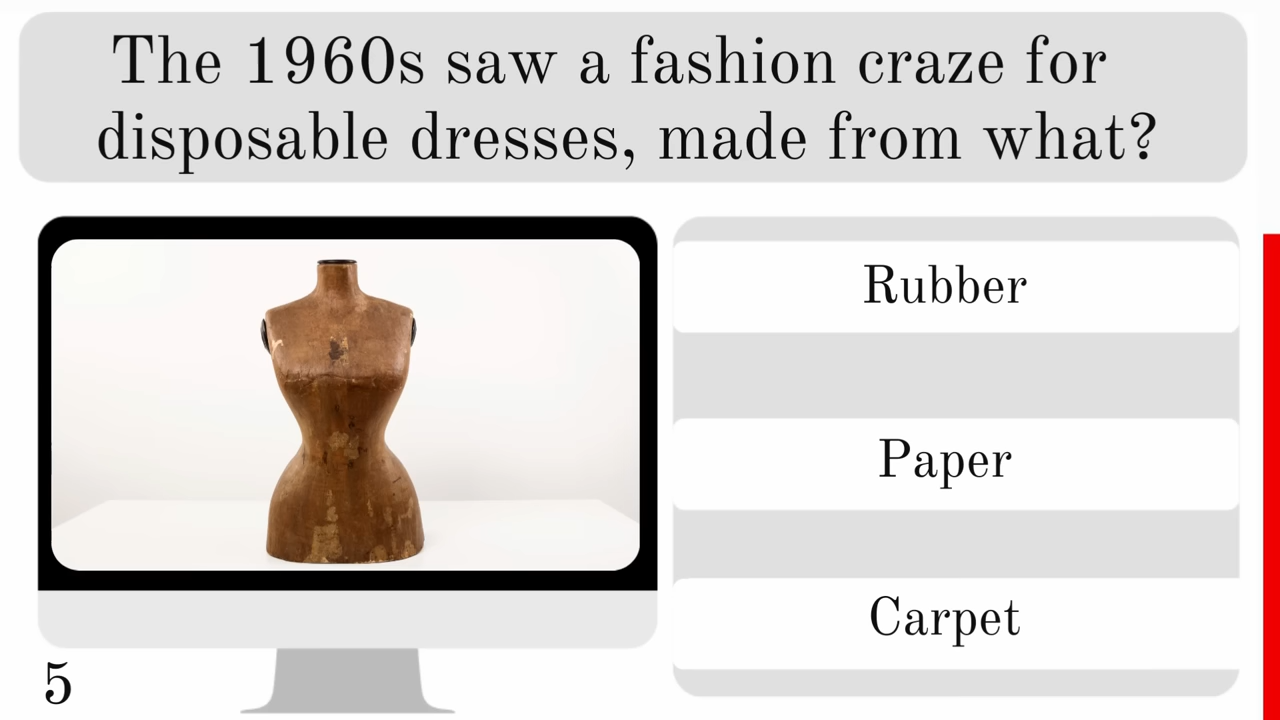 The 1960s saw a fashion craze for
disposable dresses, made from what?
Rubber
Paper
Carpet
5